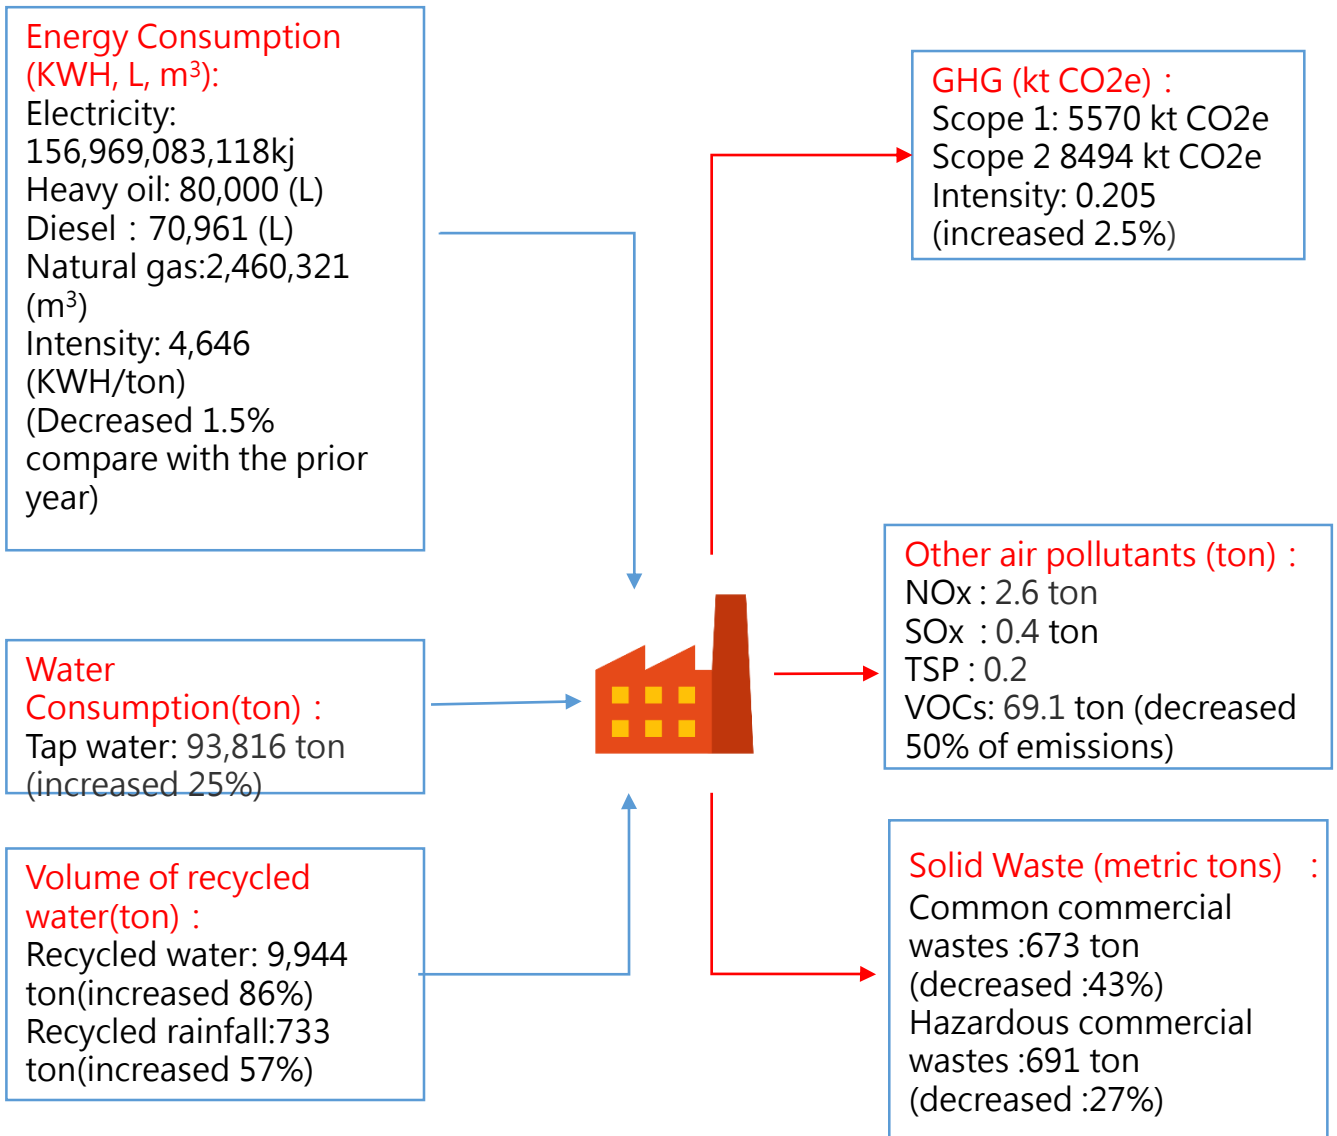 Energy Consumption
(KWH, L, m³):
Electricity:
156,969,083,118kj
Heavy oil: 80,000 (L)
Diesel：70,961 (L)
Natural gas:2,460,321
(m³)
Intensity: 4,646
(KWH/ton)
(Decreased 1.5%
compare with the prior
year)
Water
Consumption(ton)：
Tap water: 93,816 ton
(increased 25%)
Volume of recycled
water(ton)：
Recycled water: 9,944
ton(increased 86%)
Recycled rainfall:733
ton(increased 57%)
GHG (kt CO2e)：
Scope 1: 5570 kt CO2e
Scope 2 8494 kt CO2e
Intensity: 0.205
(increased 2.5%)
Other air pollutants (ton)：
NOx : 2.6 ton
SOx : 0.4 ton
TSP : 0.2
VOCs: 69.1 ton (decreased
50% of emissions)
Solid Waste (metric tons) ：
Common commercial
wastes :673 ton
(decreased :43%)
Hazardous commercial
wastes :691 ton
(decreased :27%)